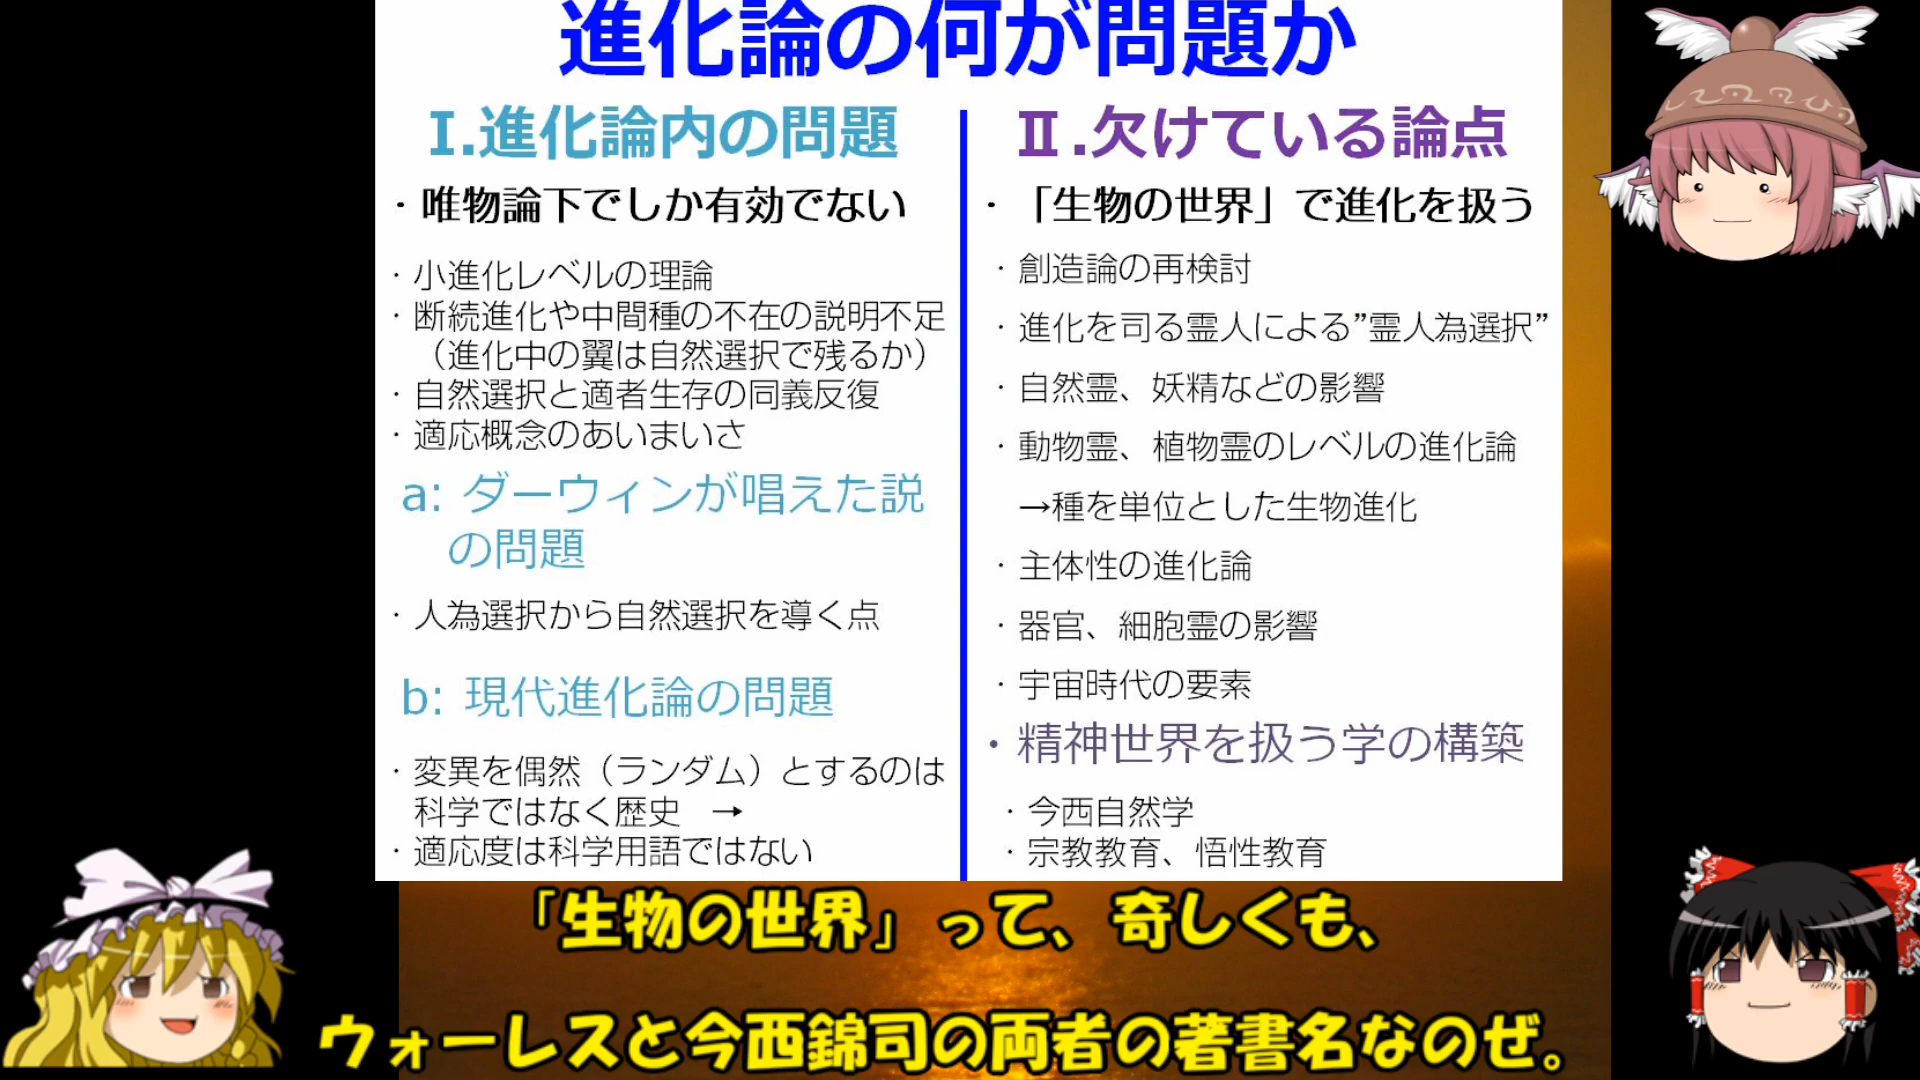 進化論の何が問題か
Ⅰ.進化論内の問題
・唯物論下でしか有効でない
・小進化レベルの理論
・断続進化や中間種の不在の説明不足
（進化中の翼は自然選択で残るか）
・自然選択と適者生存の同義反復
・適応概念のあいまいさ
a: ダーウィンが唱えた説
の問題
・人為選択から自然選択を導く点
b: 現代進化論の問題
・変異を偶然（ランダム）とするのは
科学ではなく歴史　→
・適応度は科学用語ではない
Ⅱ.欠けている論点
・「生物の世界」で進化を扱う
・創造論の再検討
・進化を司る霊人による”霊人為選択”
・自然霊、妖精などの影響
・動物霊、植物霊のレベルの進化論
→種を単位とした生物進化
・主体性の進化論
・器官、細胞霊の影響
・宇宙時代の要素
・精神世界を扱う学の構築
・今西自然学
・宗教教育、悟性教育
「生物の世界」って、奇しくも、
ウォーレスと今西錦司の両者の著書名なのぜ。